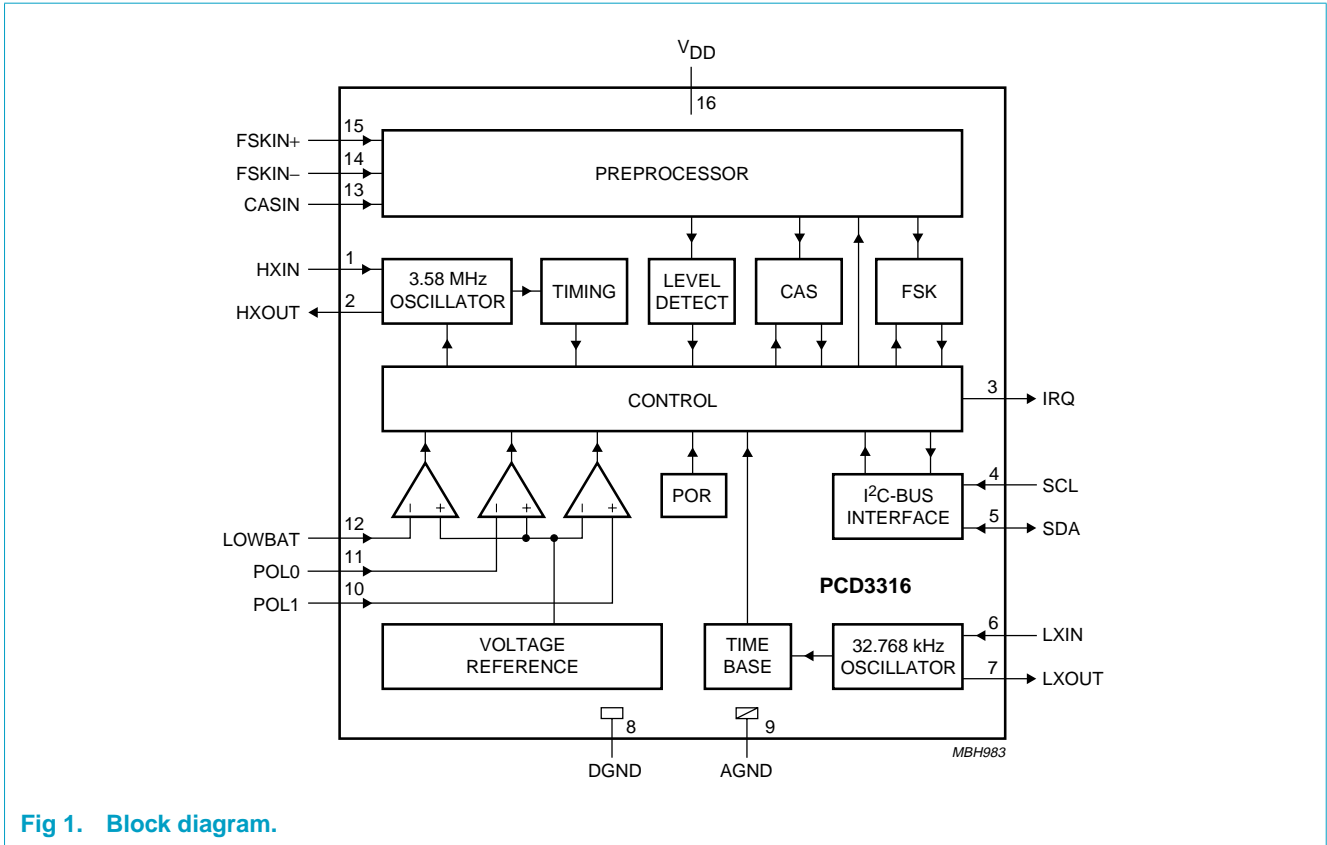 VDD
16
FSKIN+ 15
FSKIN− 14
CASIN 13
PREPROCESSOR
HXIN 1
HXOUT 2
3.58 MHz
OSCILLATOR
TIMING
LEVEL
DETECT
CAS
FSK
CONTROL
3 IRQ
− + − + − +
POR
I2C-BUS
INTERFACE
4 SCL
5 SDA
LOWBAT 12
POL0 11
POL1 10
PCD3316
VOLTAGE
REFERENCE
TIME
BASE
32.768 kHz
OSCILLATOR
6 LXIN
7 LXOUT
8
9
DGND
AGND
MBH983
Fig 1. Block diagram.